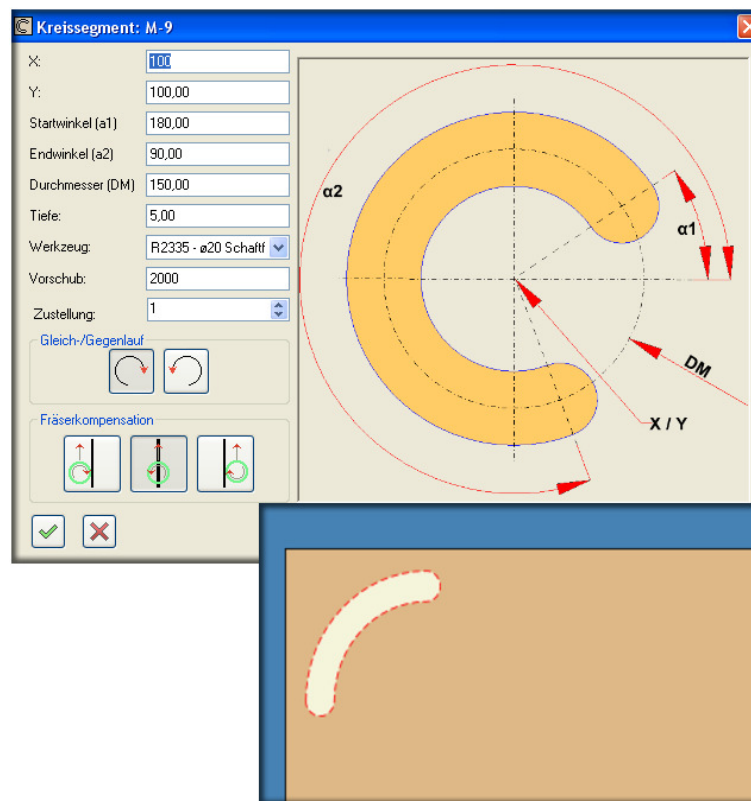 Kreissegment: M-9
X: 100
Y: 100,00
Startwinkel (a1) 180,00
Endwinkel (a2) 90,00
Durchmesser (DM) 150,00
Tiefe: 5,00
Werkzeug: R2335 - ø20 Schaftf
Vorschub: 2000
Zustellung: 1
Gleich-/Gegenlauf
Fräserkompensation
α2
α1
DM
X / Y